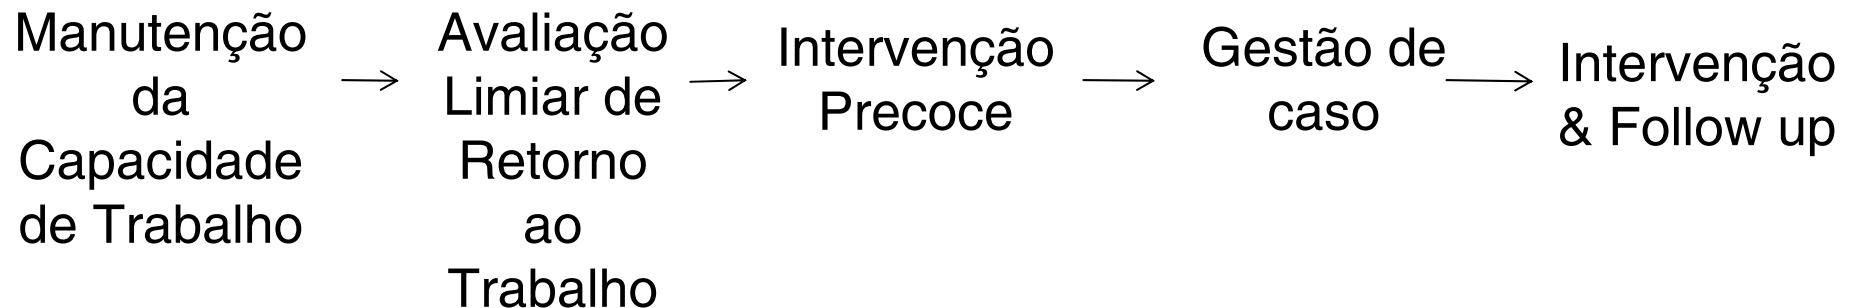 Manutenção
da
Capacidade
de Trabalho
Avaliação
Limiar de
Retorno
ao
Trabalho
Intervenção
Precoce
Gestão de
caso
Intervenção
& Follow up